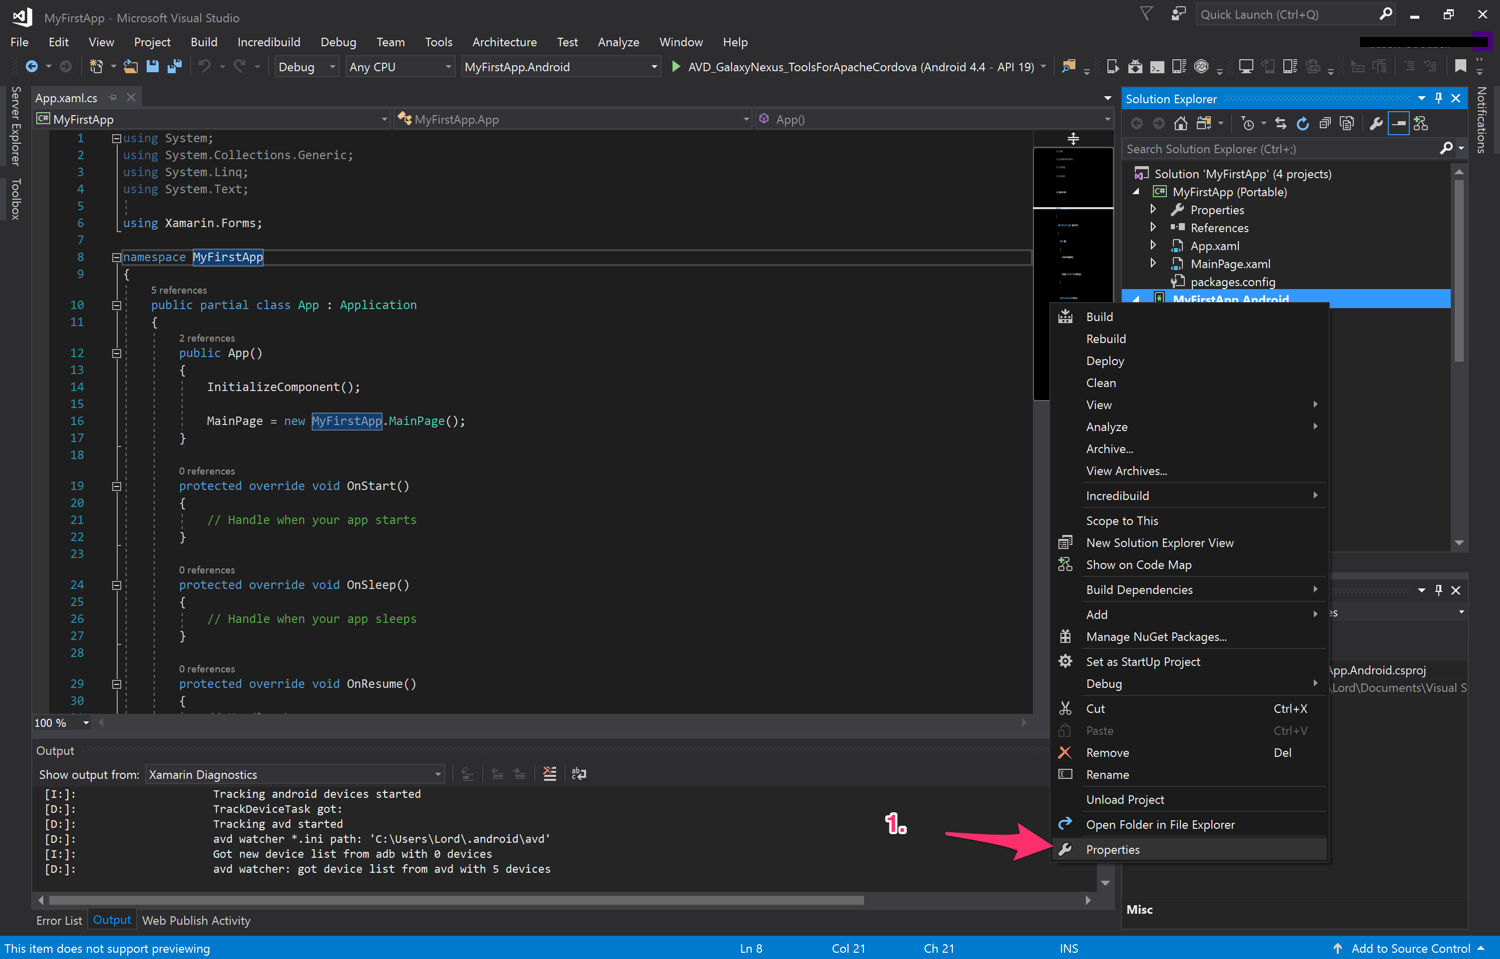 MyFirstApp - Microsoft Visual Studio
Quick Launch (Ctrl+Q)
File Edit View Project Build Incredibuild Debug Team Tools Architecture Test Analyze Window Help
Debug Any CPU MyFirstApp.Android AVD_GalaxyNexus_ToolsForApacheCordova (Android 4.4 - API 19)
Server Explorer
Toolbox
App.xaml.cs
MyFirstApp MyFirstApp.App App()
1 using System;
2 using System.Collections.Generic;
3 using System.Linq;
4 using System.Text;
5
6 using Xamarin.Forms;
7
8 namespace MyFirstApp
9 {
5 references
10 public partial class App : Application
11 {
2 references
12 public App()
13 {
14 InitializeComponent();
15
16 MainPage = new MyFirstApp.MainPage();
17 }
18
0 references
19 protected override void OnStart()
20 {
21 // Handle when your app starts
22 }
23
0 references
24 protected override void OnSleep()
25 {
26 // Handle when your app sleeps
27 }
28
0 references
29 protected override void OnResume()
30 {
100 %
Output
Show output from: Xamarin Diagnostics
[I:]: Tracking android devices started
[D:]: TrackDeviceTask got:
[D:]: Tracking avd started
[D:]: avd watcher *.ini path: 'C:\Users\Lord\.android\avd'
[I:]: Got new device list from adb with 0 devices
[D:]: avd watcher: got device list from avd with 5 devices
Error List Output Web Publish Activity
This item does not support previewing Ln 8 Col 21 Ch 21 INS Add to Source Control
Solution Explorer
Search Solution Explorer (Ctrl+;)
Solution 'MyFirstApp' (4 projects)
C# MyFirstApp (Portable)
Properties
References
App.xaml
MainPage.xaml
packages.config
MyFirstApp.Android
Notifications
Build
Rebuild
Deploy
Clean
View
Analyze
Archive...
View Archives...
Incredibuild
Scope to This
New Solution Explorer View
Show on Code Map
Build Dependencies
Add
Manage NuGet Packages...
Set as StartUp Project
Debug
Cut Ctrl+X
Paste Ctrl+V
Remove Del
Rename
Unload Project
Open Folder in File Explorer
Properties
1.
es
App.Android.csproj
\Lord\Documents\Visual S
Misc